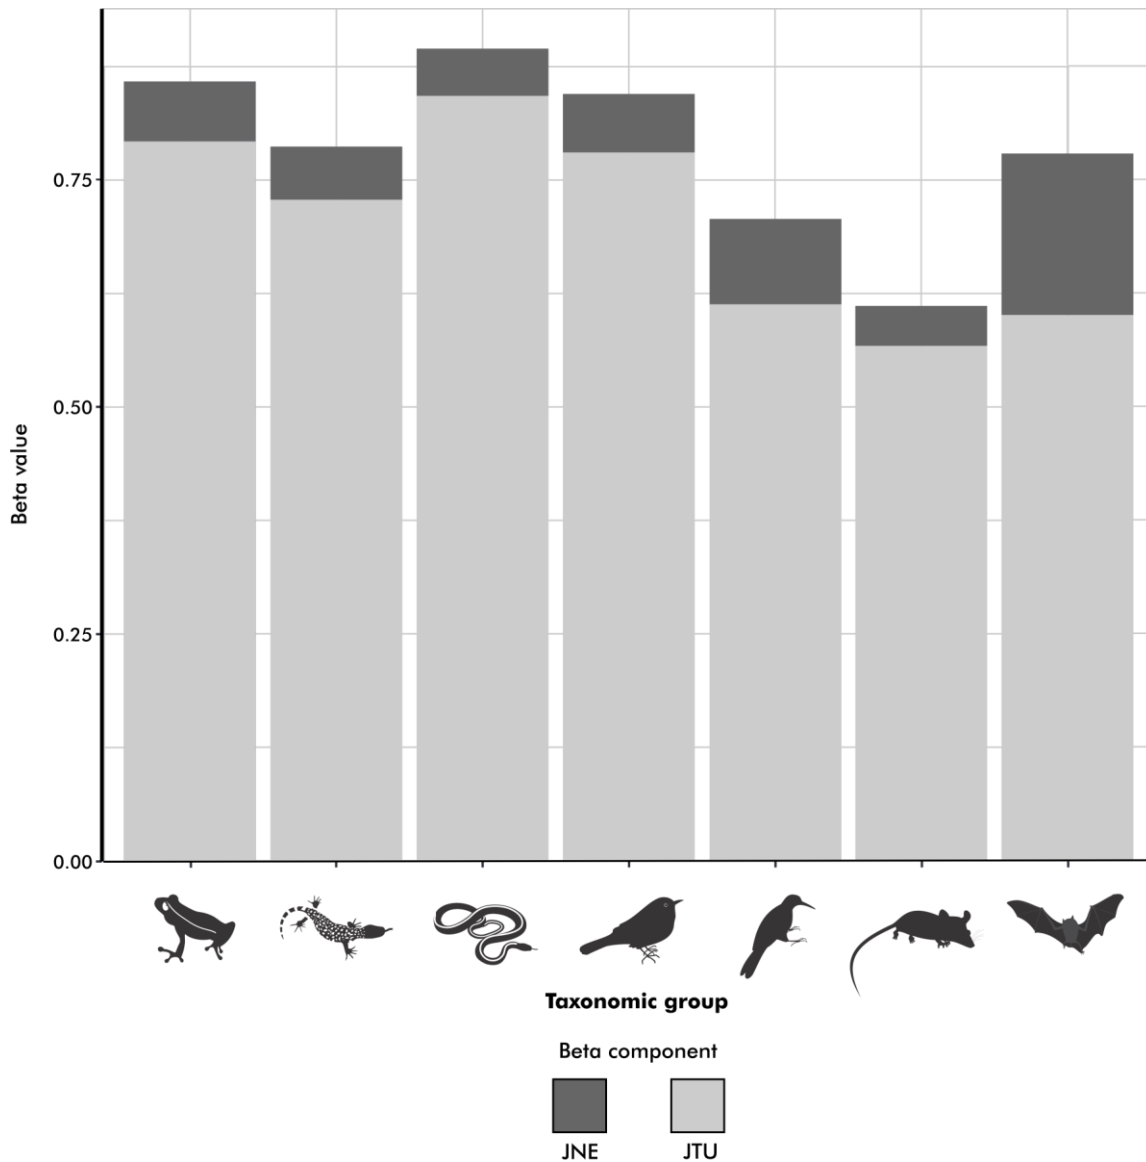 0.75
0.50
0.25
0.00
Beta value
Taxonomic group
Beta component
JNE JTU